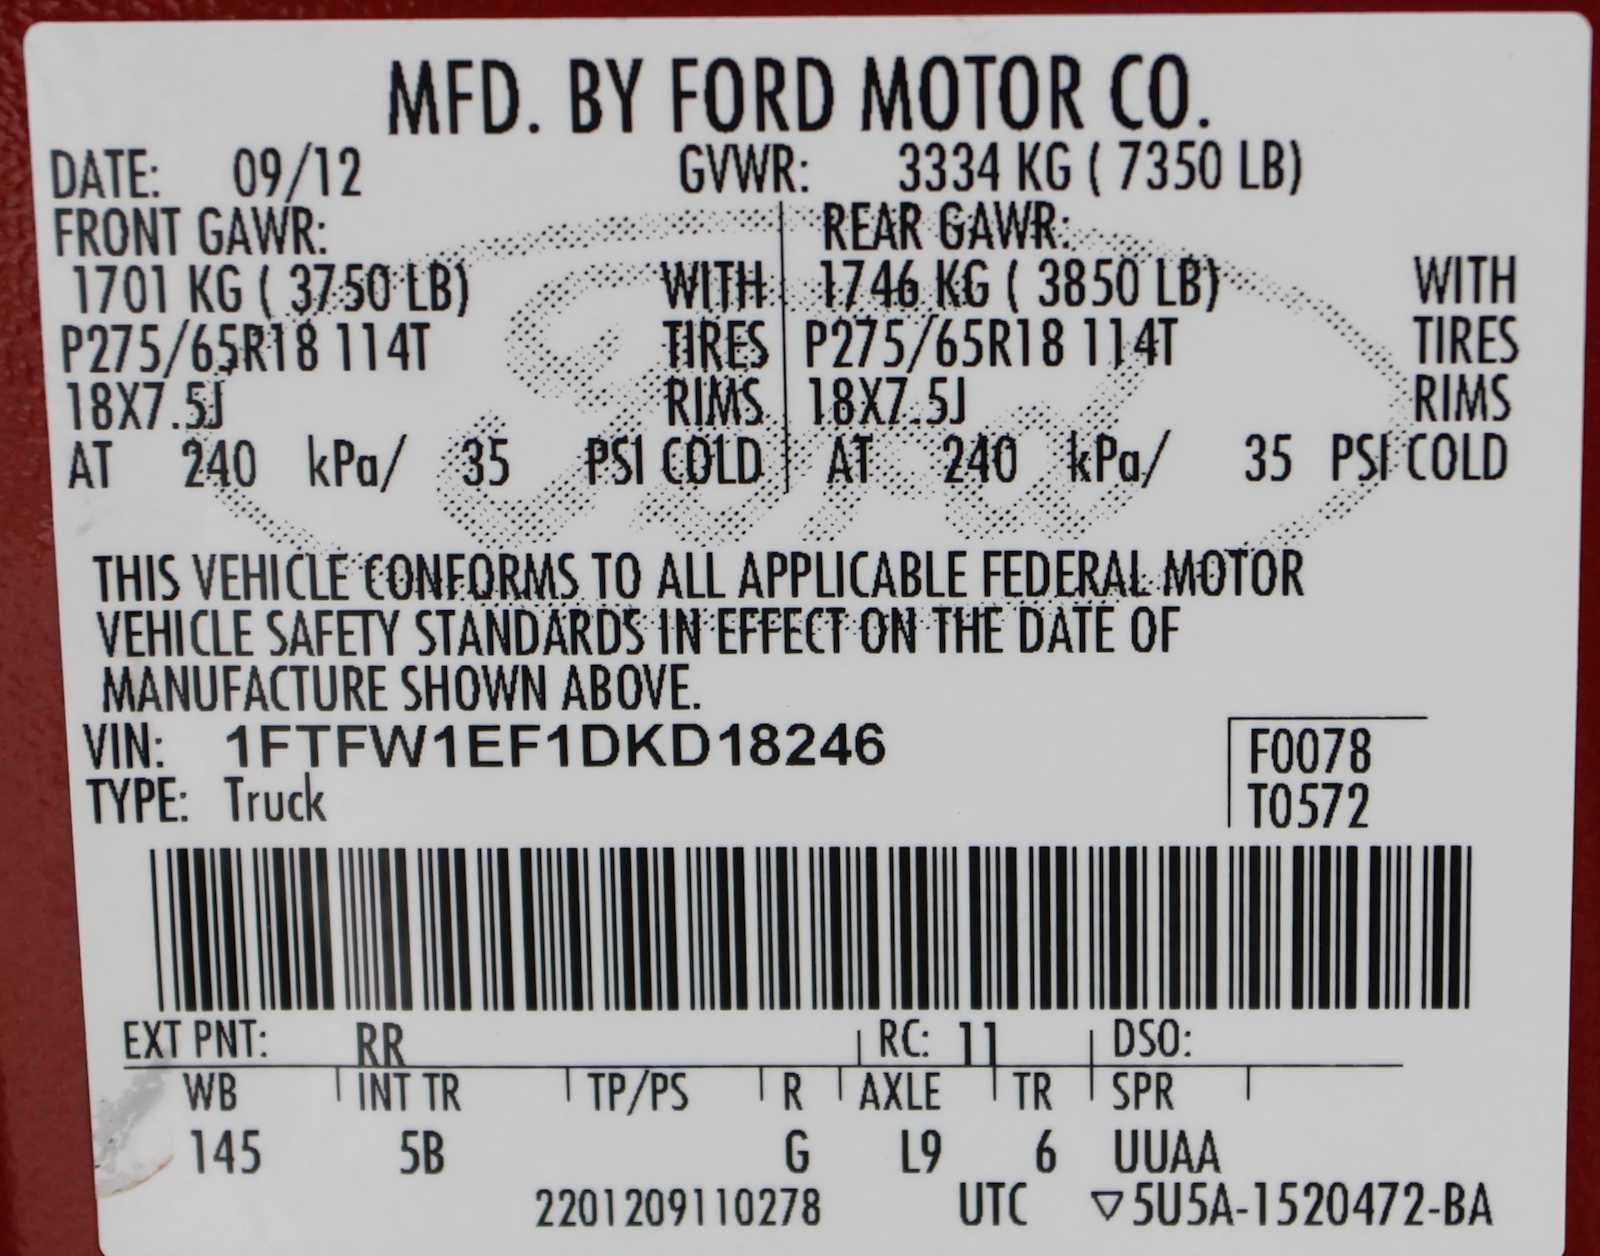 MFD. BY FORD MOTOR CO.
DATE: 09/12 GVWR: 3334 KG ( 7350 LB)
FRONT GAWR: REAR GAWR:
1701 KG ( 3750 LB) WITH 1746 KG ( 3850 LB) WITH
P275/65R18 114T TIRES P275/65R18 114T TIRES
18X7.5J RIMS 18X7.5J RIMS
AT 240 kPa/ 35 PSI COLD AT 240 kPa/ 35 PSI COLD
Ford
THIS VEHICLE CONFORMS TO ALL APPLICABLE FEDERAL MOTOR
VEHICLE SAFETY STANDARDS IN EFFECT ON THE DATE OF
MANUFACTURE SHOWN ABOVE.
VIN: 1FTFW1EF1DKD18246 F0078
TYPE: Truck T0572
EXT PNT: RR RC: 11 DSO:
WB INT TR TP/PS R AXLE TR SPR
145 5B G L9 6 UUAA
2201209110278 UTC ▽5U5A-1520472-BA